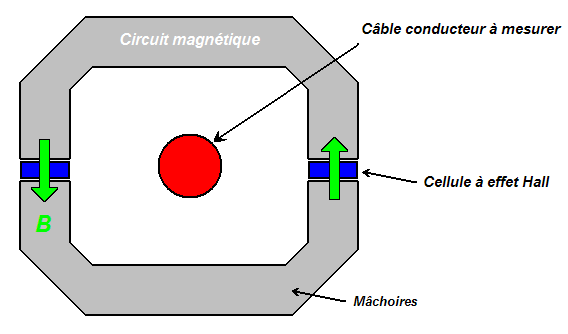 Câble conducteur à mesurer
Circuit magnétique
Cellule à effet Hall
B
Mâchoires